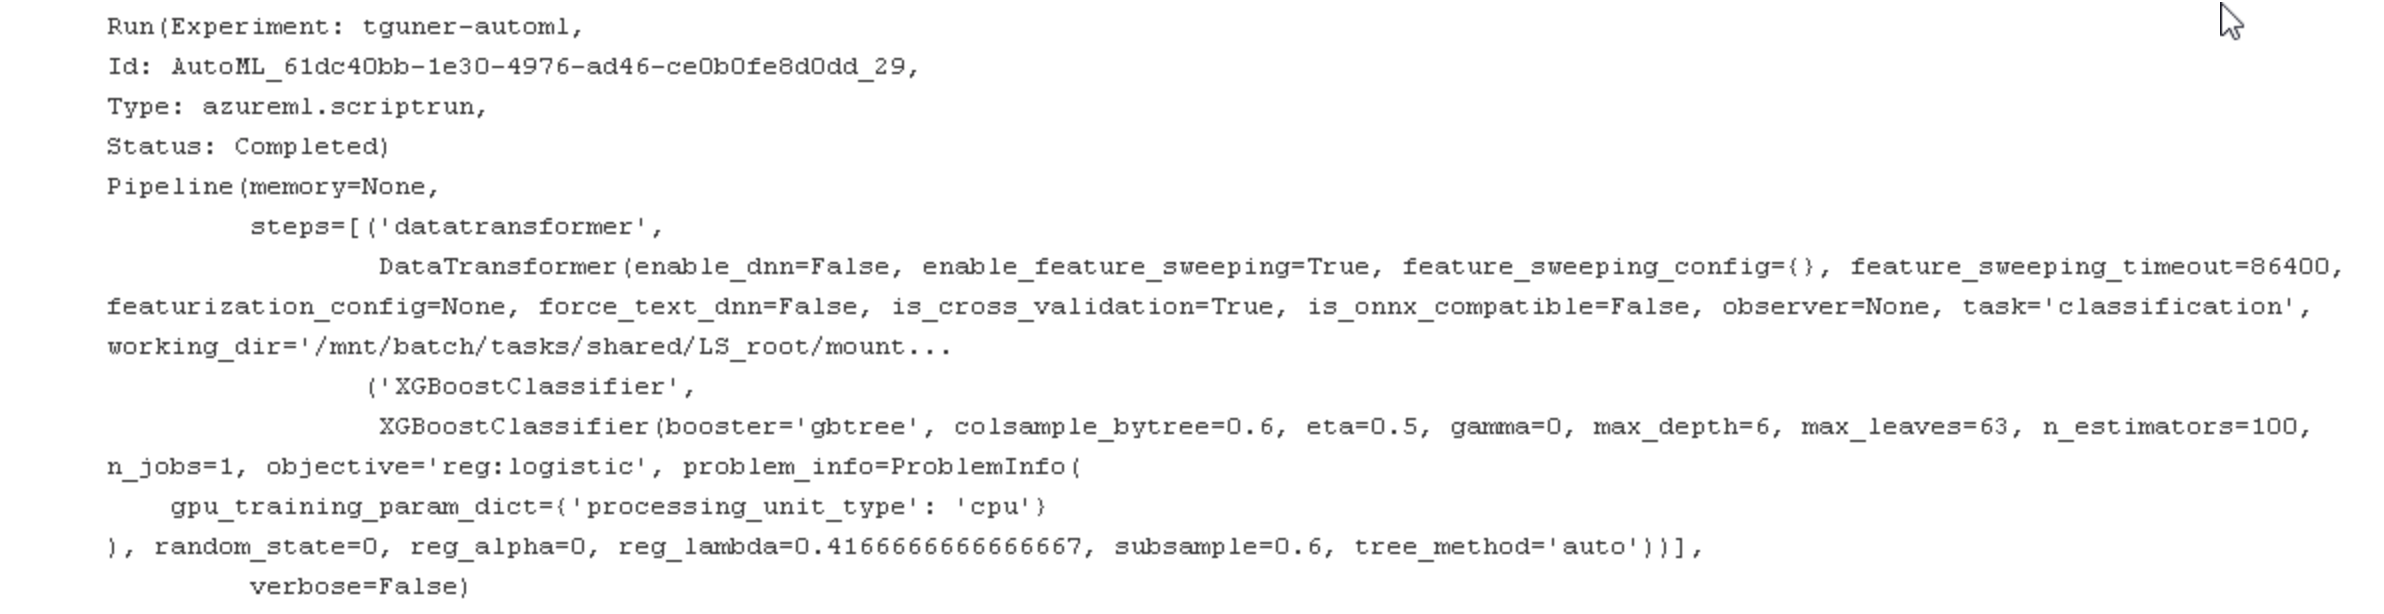 Run(Experiment: tguner-automl,
Id: AutoML_61dc40bb-1e30-4976-ad46-ce0b0fe8d0dd_29,
Type: azureml.scriptrun,
Status: Completed)
Pipeline(memory=None,
         steps=[('datatransformer',
                 DataTransformer(enable_dnn=False, enable_feature_sweeping=True, feature_sweeping_config={}, feature_sweeping_timeout=86400,
featurization_config=None, force_text_dnn=False, is_cross_validation=True, is_onnx_compatible=False, observer=None, task='classification',
working_dir='/mnt/batch/tasks/shared/LS_root/mount...
                ('XGBoostClassifier',
                 XGBoostClassifier(booster='gbtree', colsample_bytree=0.6, eta=0.5, gamma=0, max_depth=6, max_leaves=63, n_estimators=100,
n_jobs=1, objective='reg:logistic', problem_info=ProblemInfo(
    gpu_training_param_dict={'processing_unit_type': 'cpu'}
), random_state=0, reg_alpha=0, reg_lambda=0.4166666666666667, subsample=0.6, tree_method='auto'))],
         verbose=False)